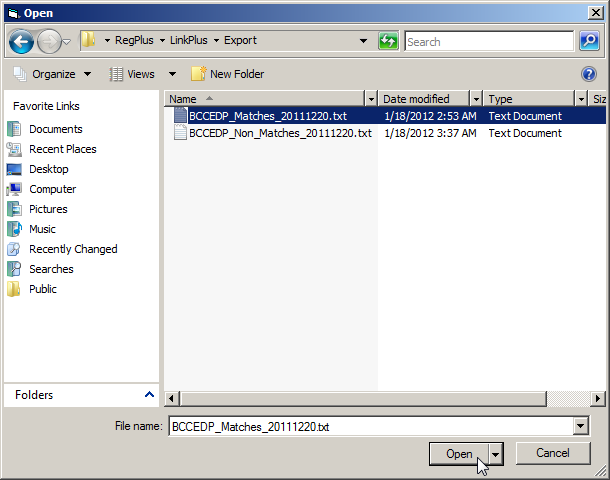 Open
RegPlus LinkPlus Export Search
Organize Views New Folder
Favorite Links
Documents
Recent Places
Desktop
Computer
Pictures
Music
Recently Changed
Searches
Public
Folders
Name Date modified Type Siz
BCCEDP_Matches_20111220.txt 1/18/2012 2:53 AM Text Document
BCCEDP_Non_Matches_20111220.txt 1/18/2012 3:37 AM Text Document
File name: BCCEDP_Matches_20111220.txt
Open Cancel